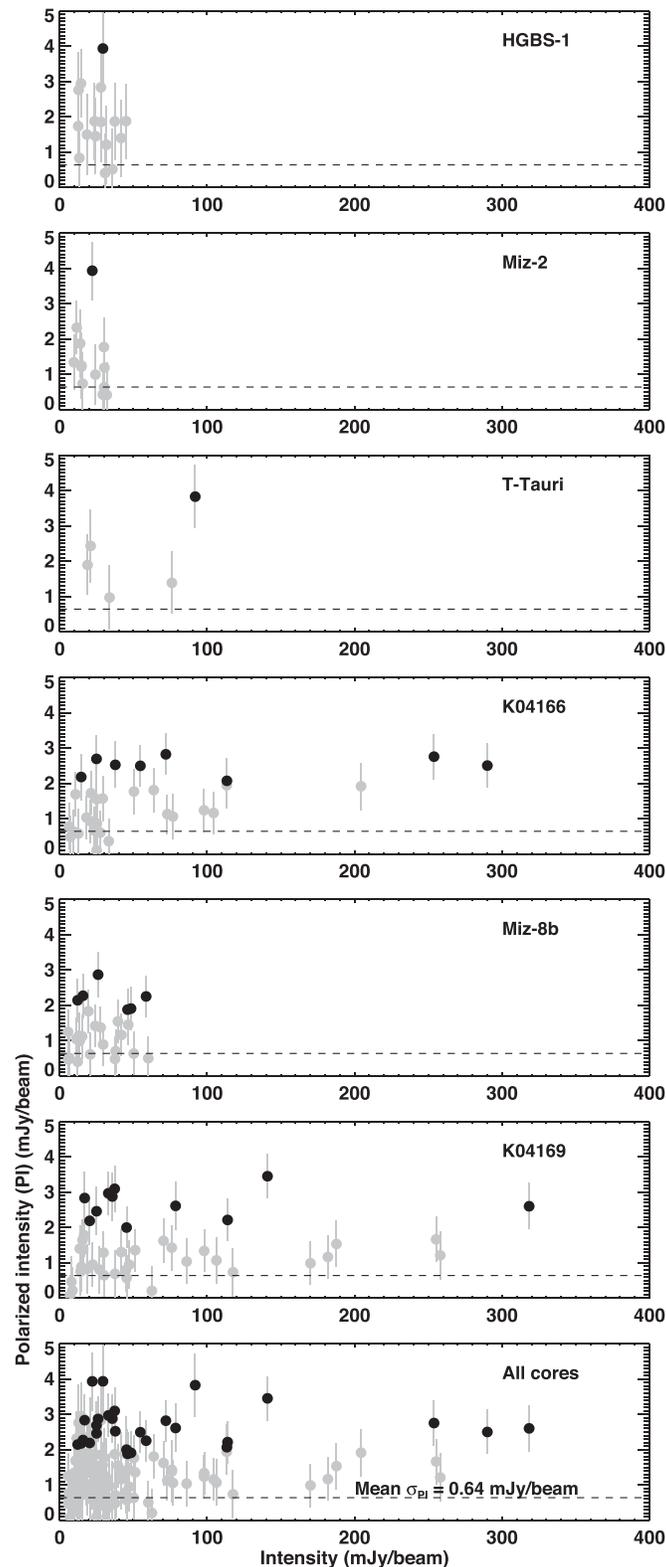 5
4
3
2
1
0
HGBS-1
0 100 200 300 400
5
4
3
2
1
0
Miz-2
0 100 200 300 400
5
4
3
2
1
0
T-Tauri
0 100 200 300 400
5
4
3
2
1
0
K04166
0 100 200 300 400
5
4
3
2
1
0
Miz-8b
0 100 200 300 400
5
4
3
2
1
0
K04169
0 100 200 300 400
5
4
3
2
1
0
All cores
Mean σPI = 0.64 mJy/beam
0 100 200 300 400
Polarized intensity (PI) (mJy/beam)
Intensity (mJy/beam)